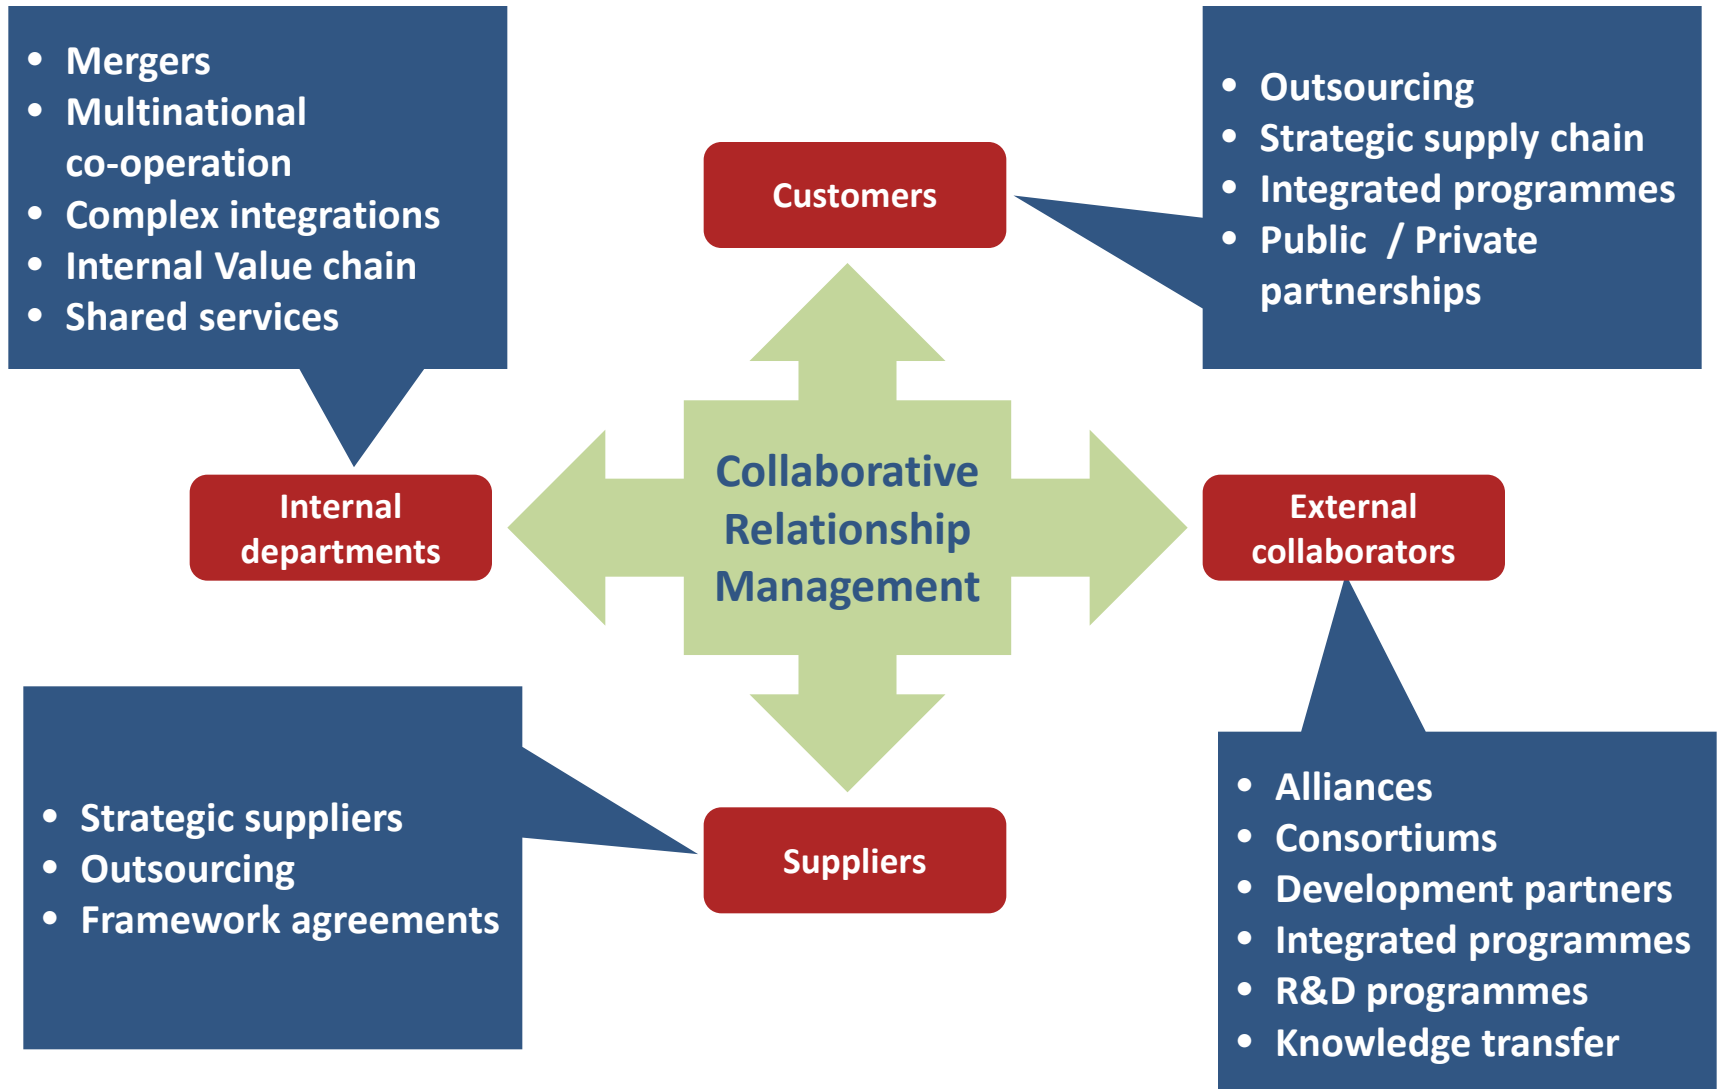 • Mergers
• Multinational
co-operation
• Complex integrations
• Internal Value chain
• Shared services
• Outsourcing
• Strategic supply chain
• Integrated programmes
• Public / Private
partnerships
Customers
Collaborative
Relationship
Management
Internal
departments
External
collaborators
• Strategic suppliers
• Outsourcing
• Framework agreements
Suppliers
• Alliances
• Consortiums
• Development partners
• Integrated programmes
• R&D programmes
• Knowledge transfer